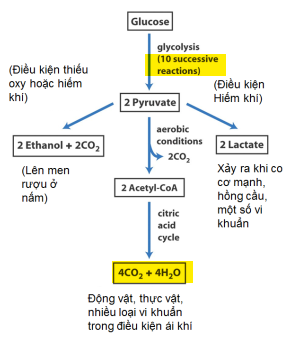 Glucose
glycolysis
(10 successive
reactions)
(Điều kiện thiếu
oxy hoặc hiếm
khí)
(Điều kiện
Hiếm khí)
2 Pyruvate
aerobic
conditions
2CO₂
2 Ethanol + 2CO₂
2 Lactate
(Lên men
rượu ở
nấm)
Xảy ra khi co
cơ mạnh,
hồng cầu,
một số vi
khuẩn
2 Acetyl-CoA
citric
acid
cycle
4CO₂ + 4H₂O
Động vật, thực vật,
nhiều loại vi khuẩn
trong điều kiện ái khí